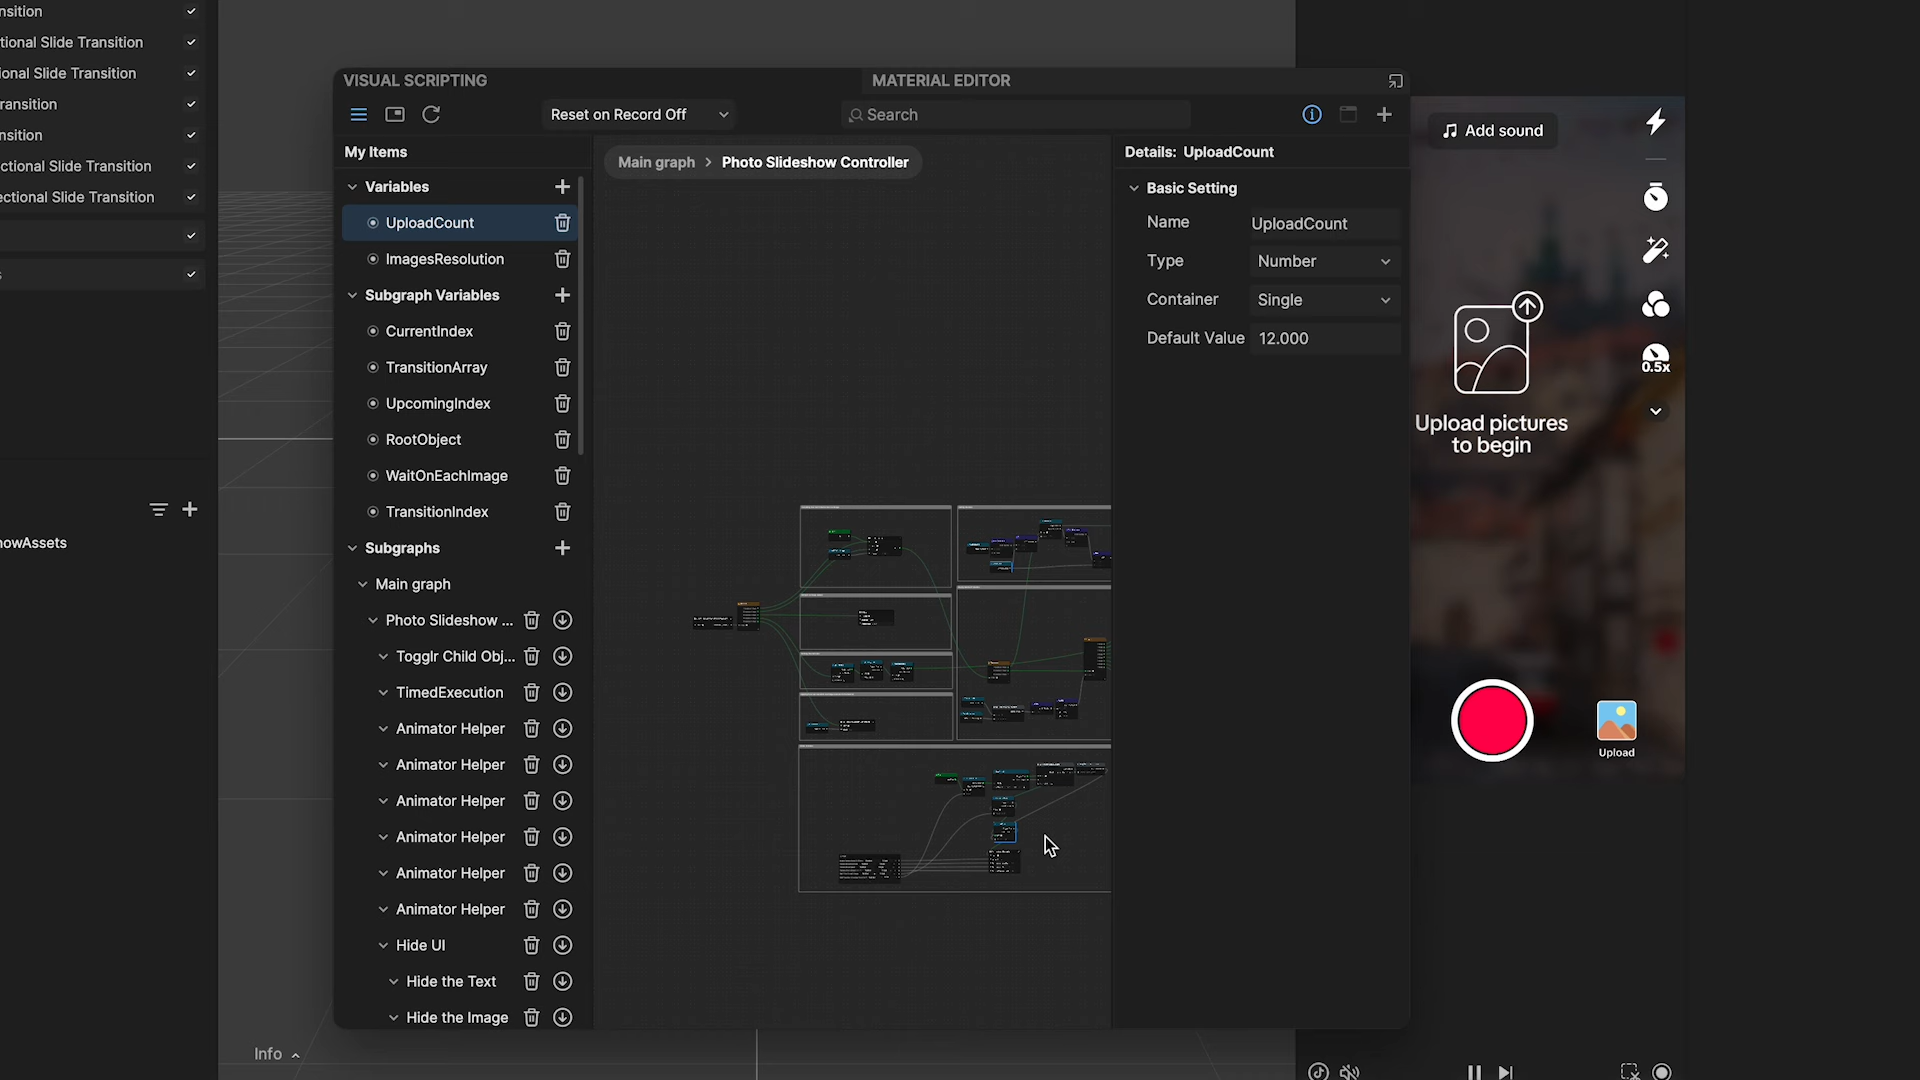 nsition
tional Slide Transition
onal Slide Transition
ransition
nsition
ctional Slide Transition
ectional Slide Transition
s
owAssets
Info
VISUAL SCRIPTING
MATERIAL EDITOR
Reset on Record Off
Search
My Items
Variables
UploadCount
ImagesResolution
Subgraph Variables
CurrentIndex
TransitionArray
UpcomingIndex
RootObject
WaitOnEachImage
TransitionIndex
Subgraphs
Main graph
Photo Slideshow ...
Togglr Child Obj...
TimedExecution
Animator Helper
Animator Helper
Animator Helper
Animator Helper
Animator Helper
Animator Helper
Hide UI
Hide the Text
Hide the Image
Main graph > Photo Slideshow Controller
Details: UploadCount
Basic Setting
Name UploadCount
Type Number
Container Single
Default Value 12.000
Add sound
0.5x
Upload pictures
to begin
Upload